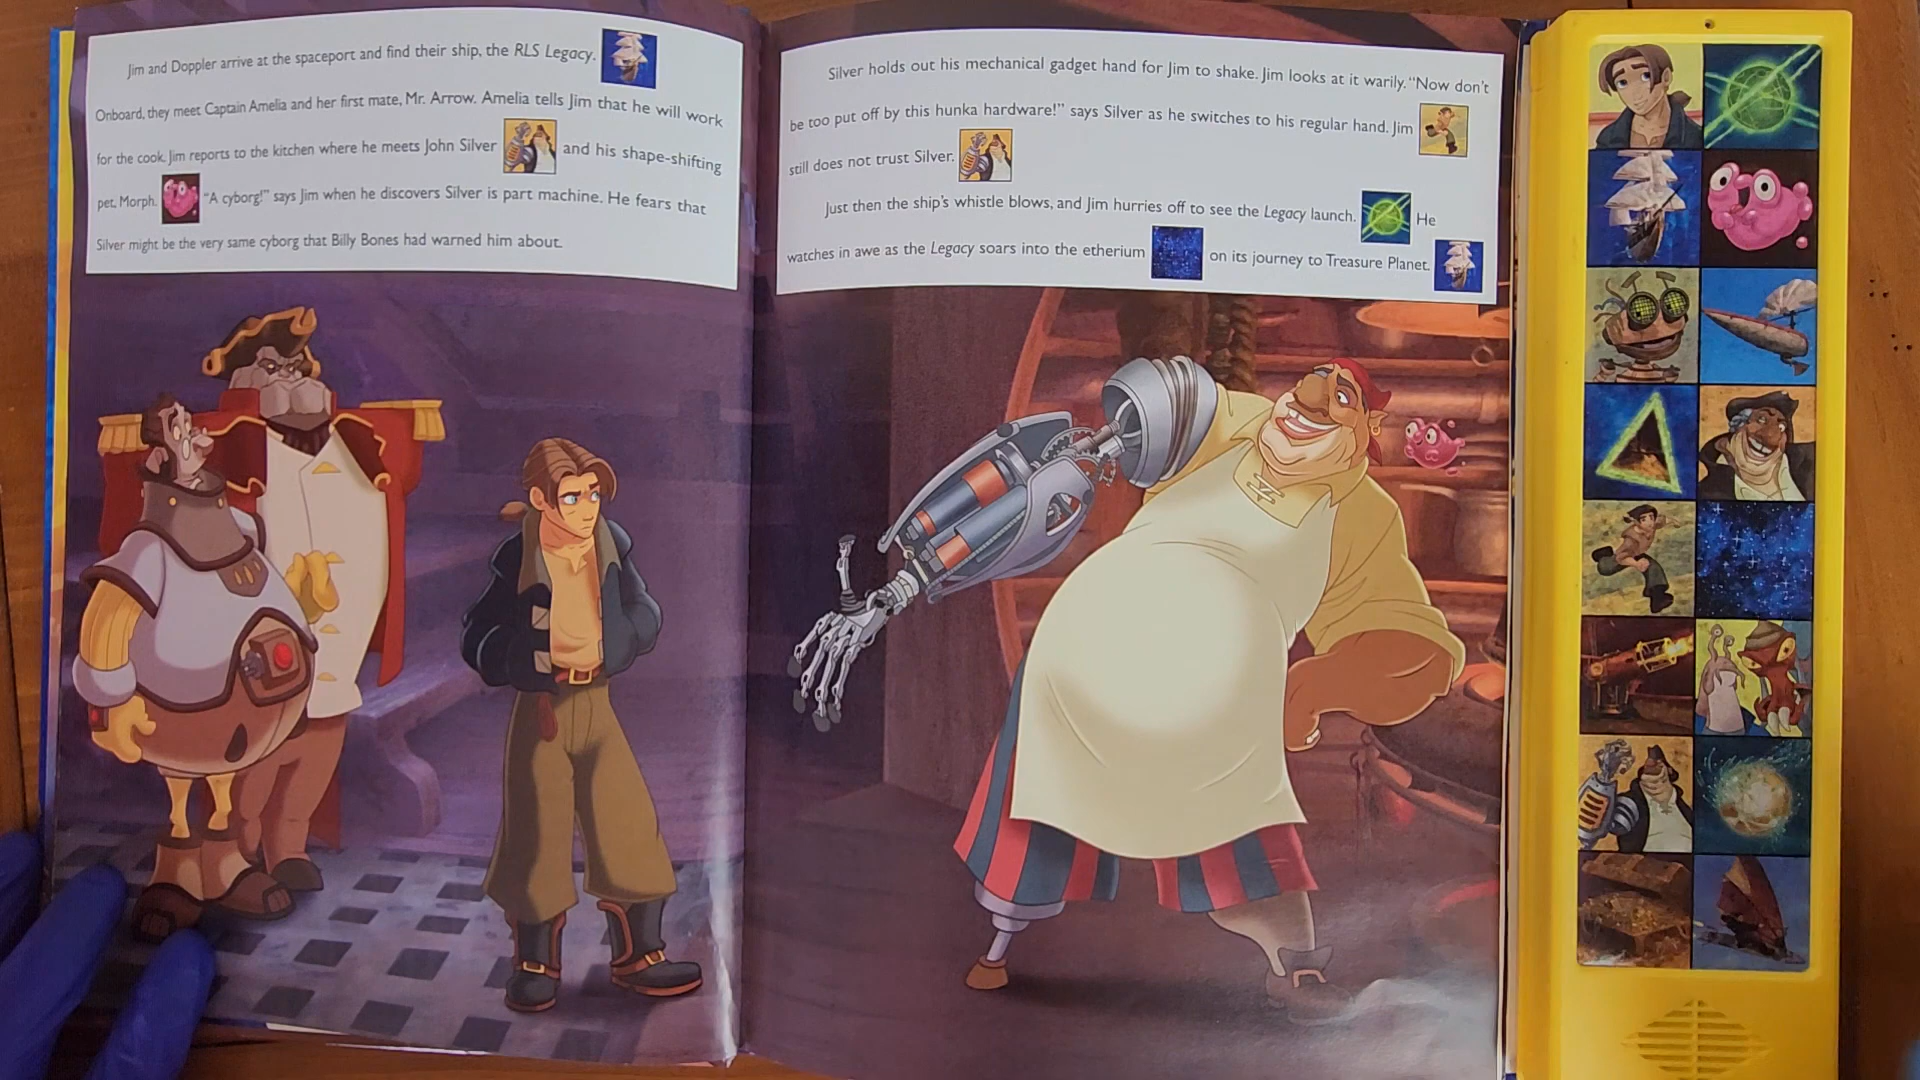 Jim and Doppler arrive at the spaceport and find their ship, the RLS Legacy.
Onboard, they meet Captain Amelia and her first mate, Mr. Arrow. Amelia tells Jim that he will work
for the cook. Jim reports to the kitchen where he meets John Silver and his shape-shifting
pet, Morph. “A cyborg!” says Jim when he discovers Silver is part machine. He fears that
Silver might be the very same cyborg that Billy Bones had warned him about.
Silver holds out his mechanical gadget hand for Jim to shake. Jim looks at it warily. “Now don’t
be too put off by this hunka hardware!” says Silver as he switches to his regular hand. Jim
still does not trust Silver.
Just then the ship’s whistle blows, and Jim hurries off to see the Legacy launch. He
watches in awe as the Legacy soars into the etherium on its journey to Treasure Planet.